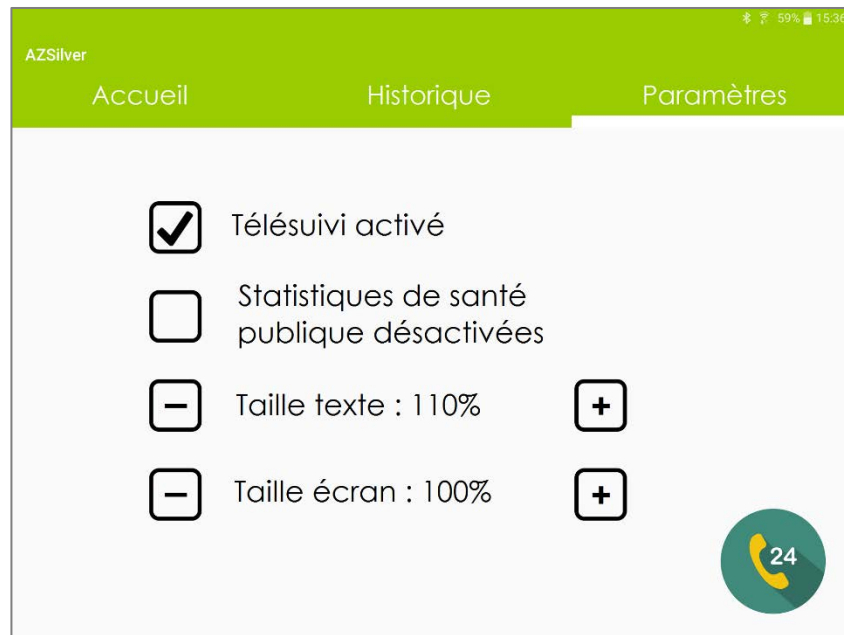 59% 15:36
AZSilver
Accueil Historique Paramètres
Télésuivi activé
Statistiques de santé
publique désactivées
− Taille texte : 110% +
− Taille écran : 100% +
24